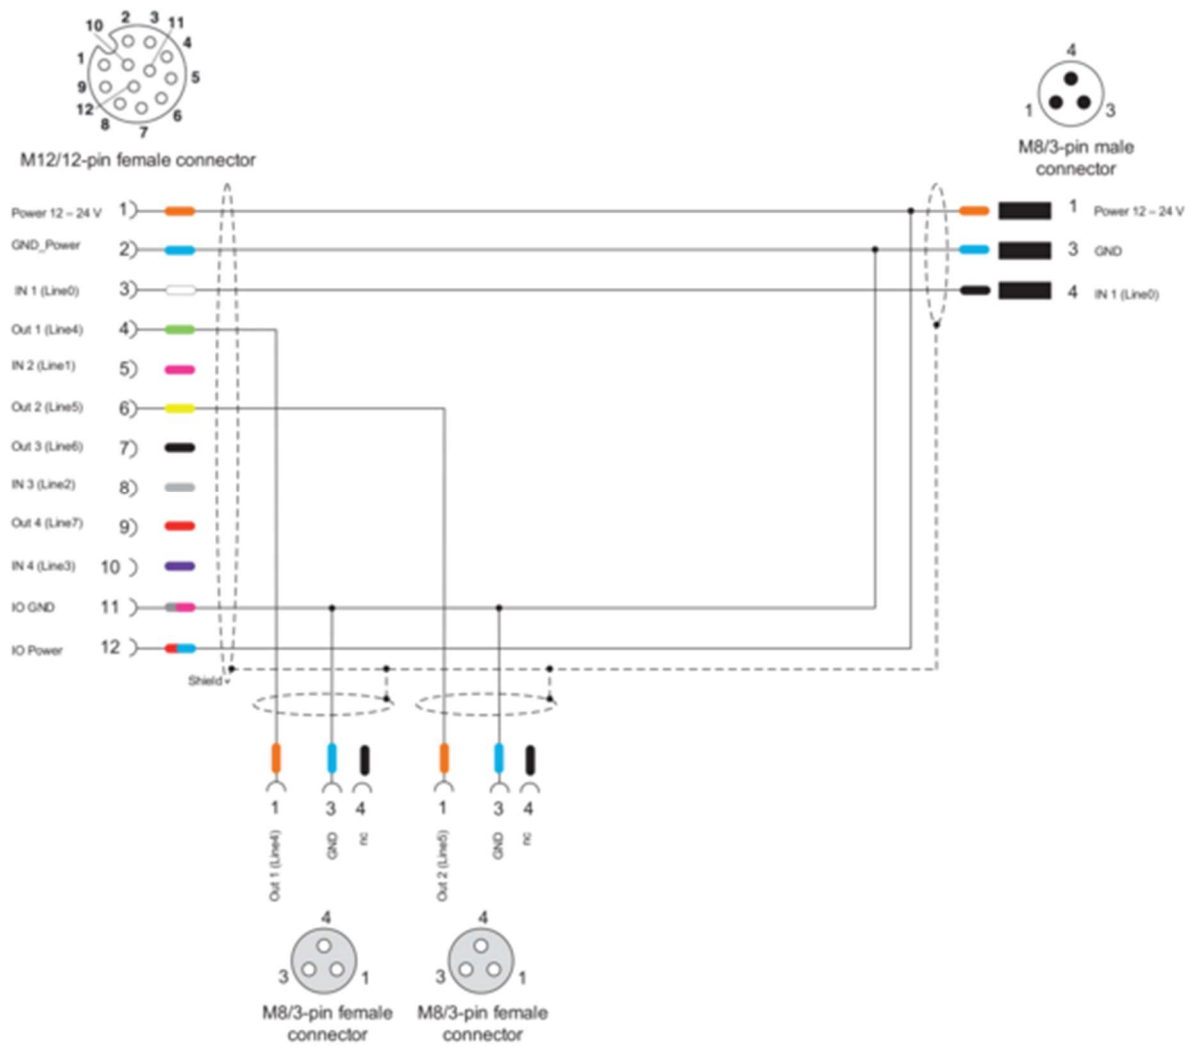 2 3 11
10 4
1 5
9
12 6
8 7
M12/12-pin female connector
4
1 3
M8/3-pin male
connector
Power 12 – 24 V 1 1 Power 12 – 24 V
GND_Power 2 3 GND
IN 1 (Line0) 3 4 IN 1 (Line0)
Out 1 (Line4) 4
IN 2 (Line1) 5
Out 2 (Line5) 6
Out 3 (Line6) 7
IN 3 (Line2) 8
Out 4 (Line7) 9
IN 4 (Line3) 10
IO GND 11
IO Power 12
Shield
1 3 4 1 3 4
Out 1 (Line4) GND nc Out 2 (Line5) GND nc
4 4
3 1 3 1
M8/3-pin female M8/3-pin female
connector connector